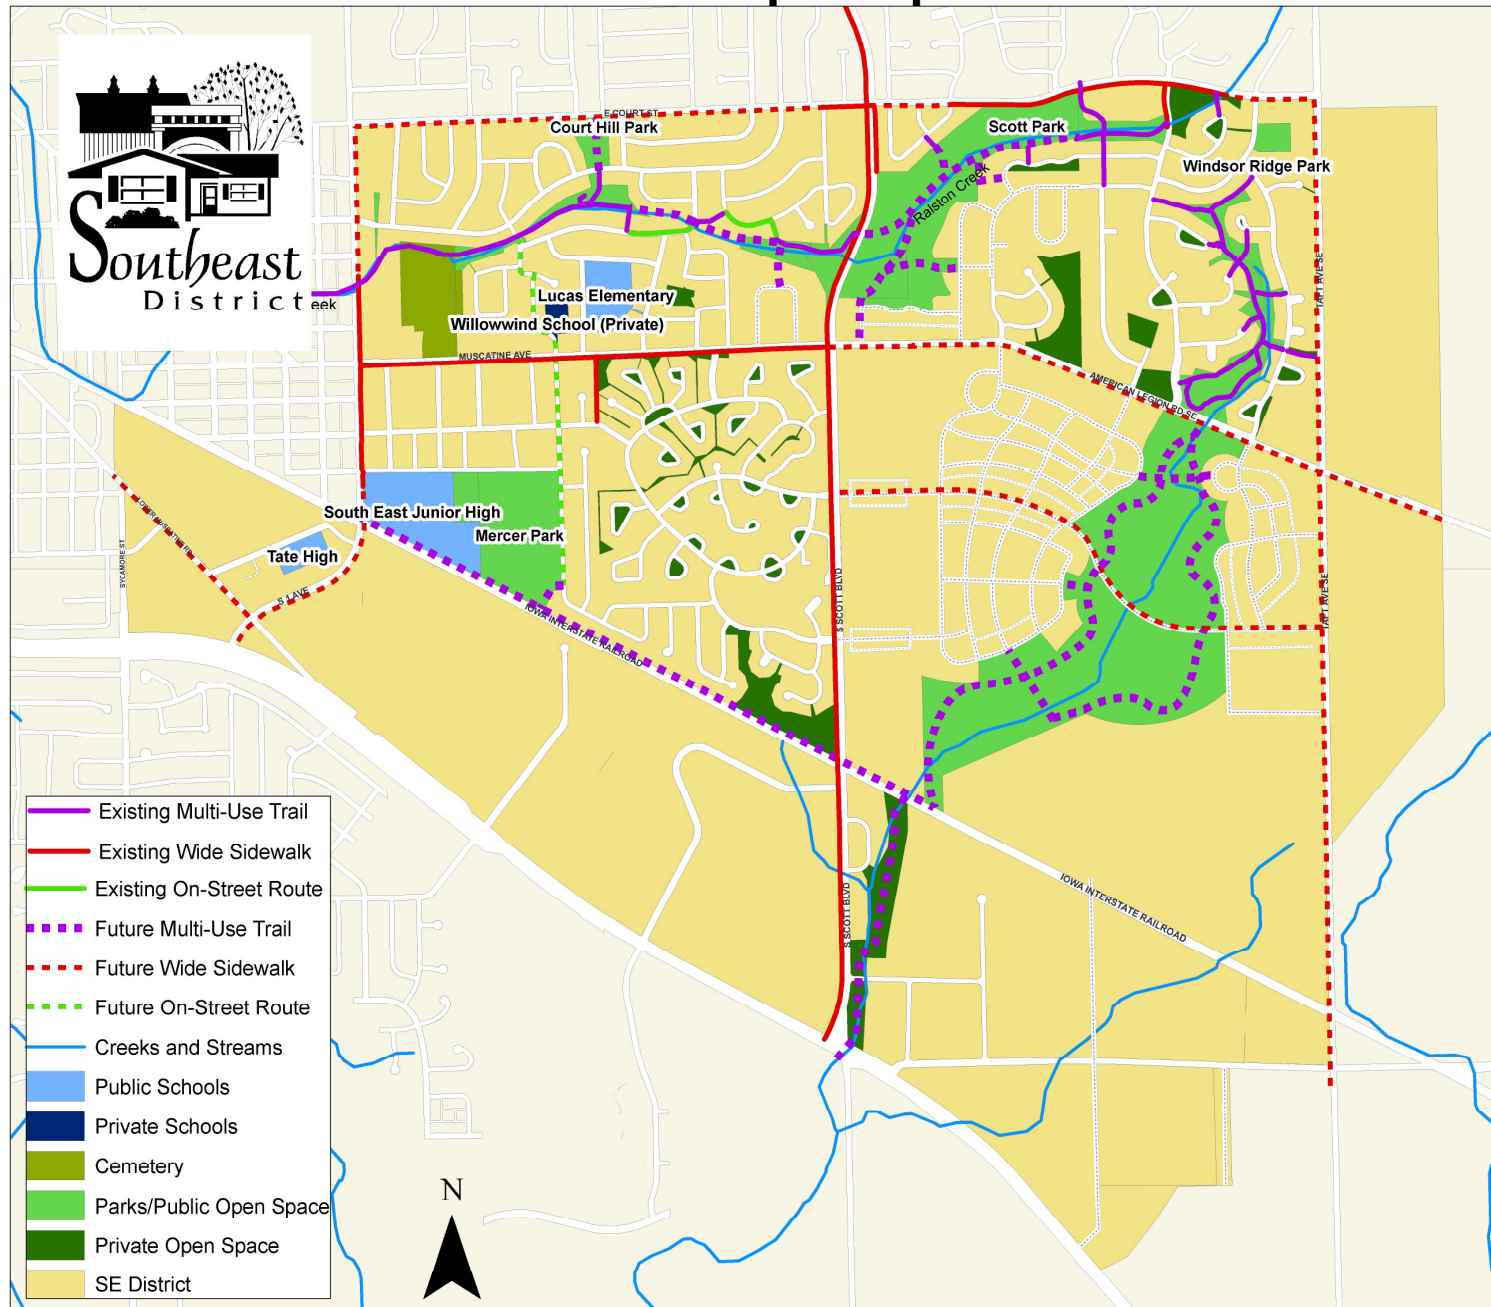 E COURT ST
Court Hill Park
Scott Park
Windsor Ridge Park
Ralston Creek
Southeast
District
eek
TAFT AVE SE
Lucas Elementary
Willowwind School (Private)
MUSCATINE AVE
AMERICAN LEGION RD SE
South East Junior High
Mercer Park
LOWER MUSCATINE RD
Tate High
SYCAMORE ST
S 1 AVE
IOWA INTERSTATE RAILROAD
S SCOTT BLVD
TAFT AVE SE
Existing Multi-Use Trail
Existing Wide Sidewalk
Existing On-Street Route
Future Multi-Use Trail
Future Wide Sidewalk
Future On-Street Route
Creeks and Streams
Public Schools
Private Schools
Cemetery
Parks/Public Open Space
Private Open Space
SE District
S SCOTT BLVD
IOWA INTERSTATE RAILROAD
N